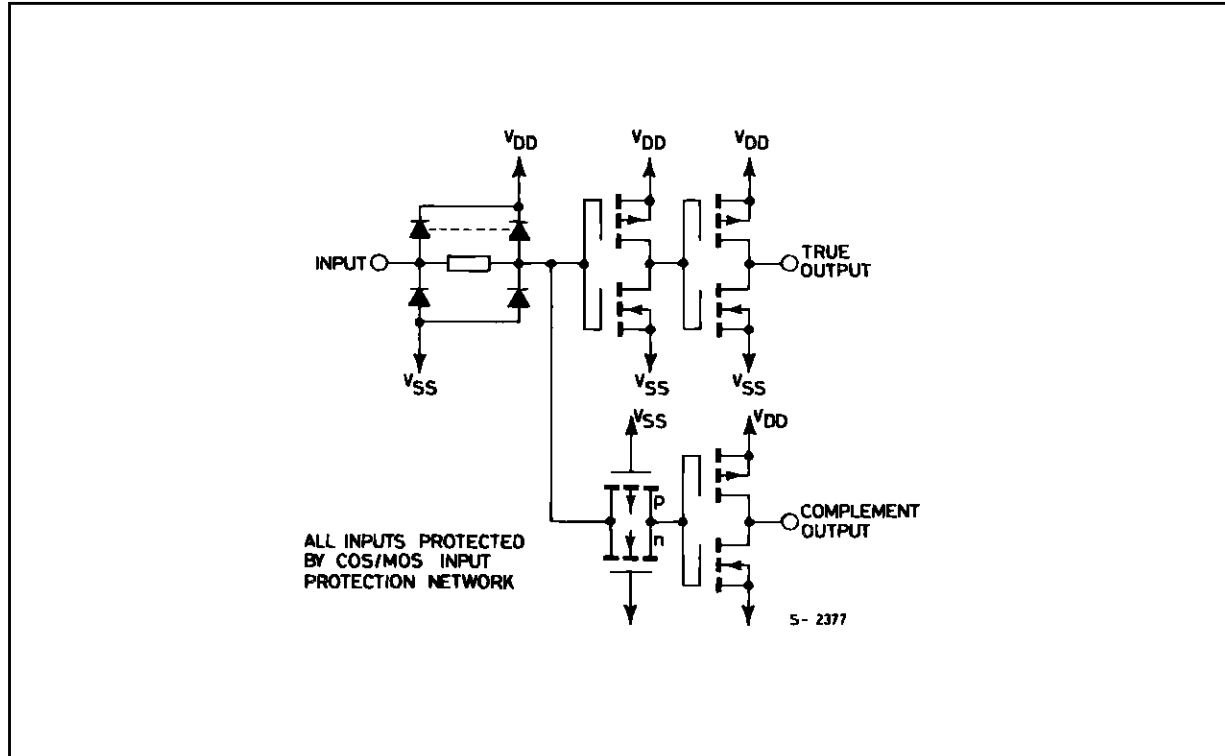 VDD
VDD
VDD
INPUT
TRUE
OUTPUT
VSS
VSS
VSS
VSS
VDD
p
n
COMPLEMENT
OUTPUT
ALL INPUTS PROTECTED
BY COS/MOS INPUT
PROTECTION NETWORK
S- 2377